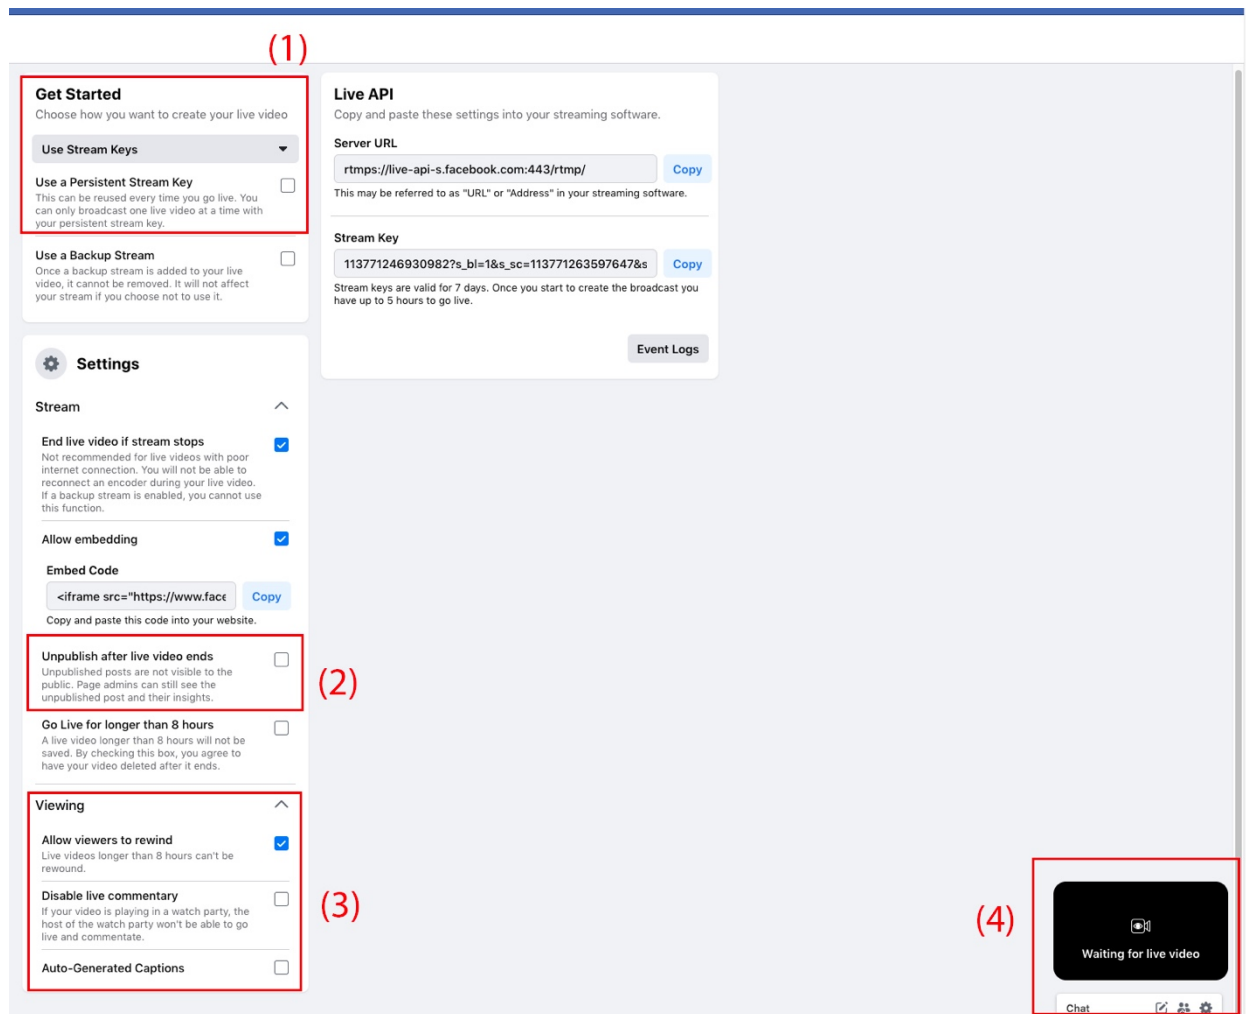 (1)
Get Started
Choose how you want to create your live video
Use Stream Keys
Use a Persistent Stream Key
This can be reused every time you go live. You
can only broadcast one live video at a time with
your persistent stream key.
Use a Backup Stream
Once a backup stream is added to your live
video, it cannot be removed. It will not affect
your stream if you choose not to use it.
Live API
Copy and paste these settings into your streaming software.
Server URL
rtmps://live-api-s.facebook.com:443/rtmp/
Copy
This may be referred to as "URL" or "Address" in your streaming software.
Stream Key
113771246930982?s_bl=1&s_sc=113771263597647&s
Copy
Stream keys are valid for 7 days. Once you start to create the broadcast you
have up to 5 hours to go live.
Event Logs
Settings
Stream
End live video if stream stops
Not recommended for live videos with poor
internet connection. You will not be able to
reconnect an encoder during your live video.
If a backup stream is enabled, you cannot use
this function.
Allow embedding
Embed Code
<iframe src="https://www.face
Copy
Copy and paste this code into your website.
Unpublish after live video ends
Unpublished posts are not visible to the
public. Page admins can still see the
unpublished post and their insights.
(2)
Go Live for longer than 8 hours
A live video longer than 8 hours will not be
saved. By checking this box, you agree to
have your video deleted after it ends.
Viewing
Allow viewers to rewind
Live videos longer than 8 hours can't be
rewound.
Disable live commentary
If your video is playing in a watch party, the
host of the watch party won't be able to go
live and commentate.
Auto-Generated Captions
(3)
(4)
Waiting for live video
Chat